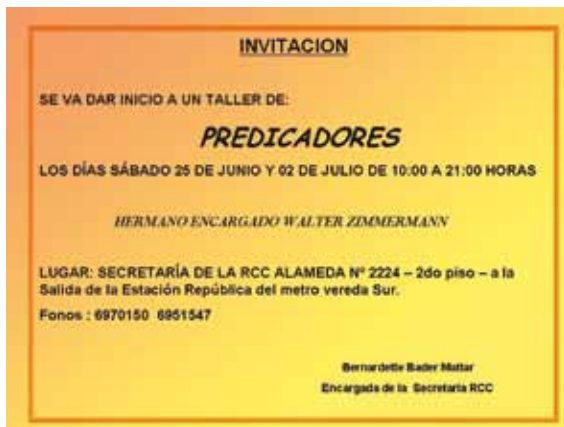 INVITACION
SE VA DAR INICIO A UN TALLER DE:
PREDICADORES
LOS DÍAS SÁBADO 25 DE JUNIO Y 02 DE JULIO DE 10:00 A 21:00 HORAS
HERMANO ENCARGADO WALTER ZIMMERMANN
LUGAR: SECRETARÍA DE LA RCC ALAMEDA Nº 2224 – 2do piso – a la
Salida de la Estación República del metro vereda Sur.
Fonos : 6970150 6951547
Bernardette Bader Mattar
Encargada de la Secretaria RCC